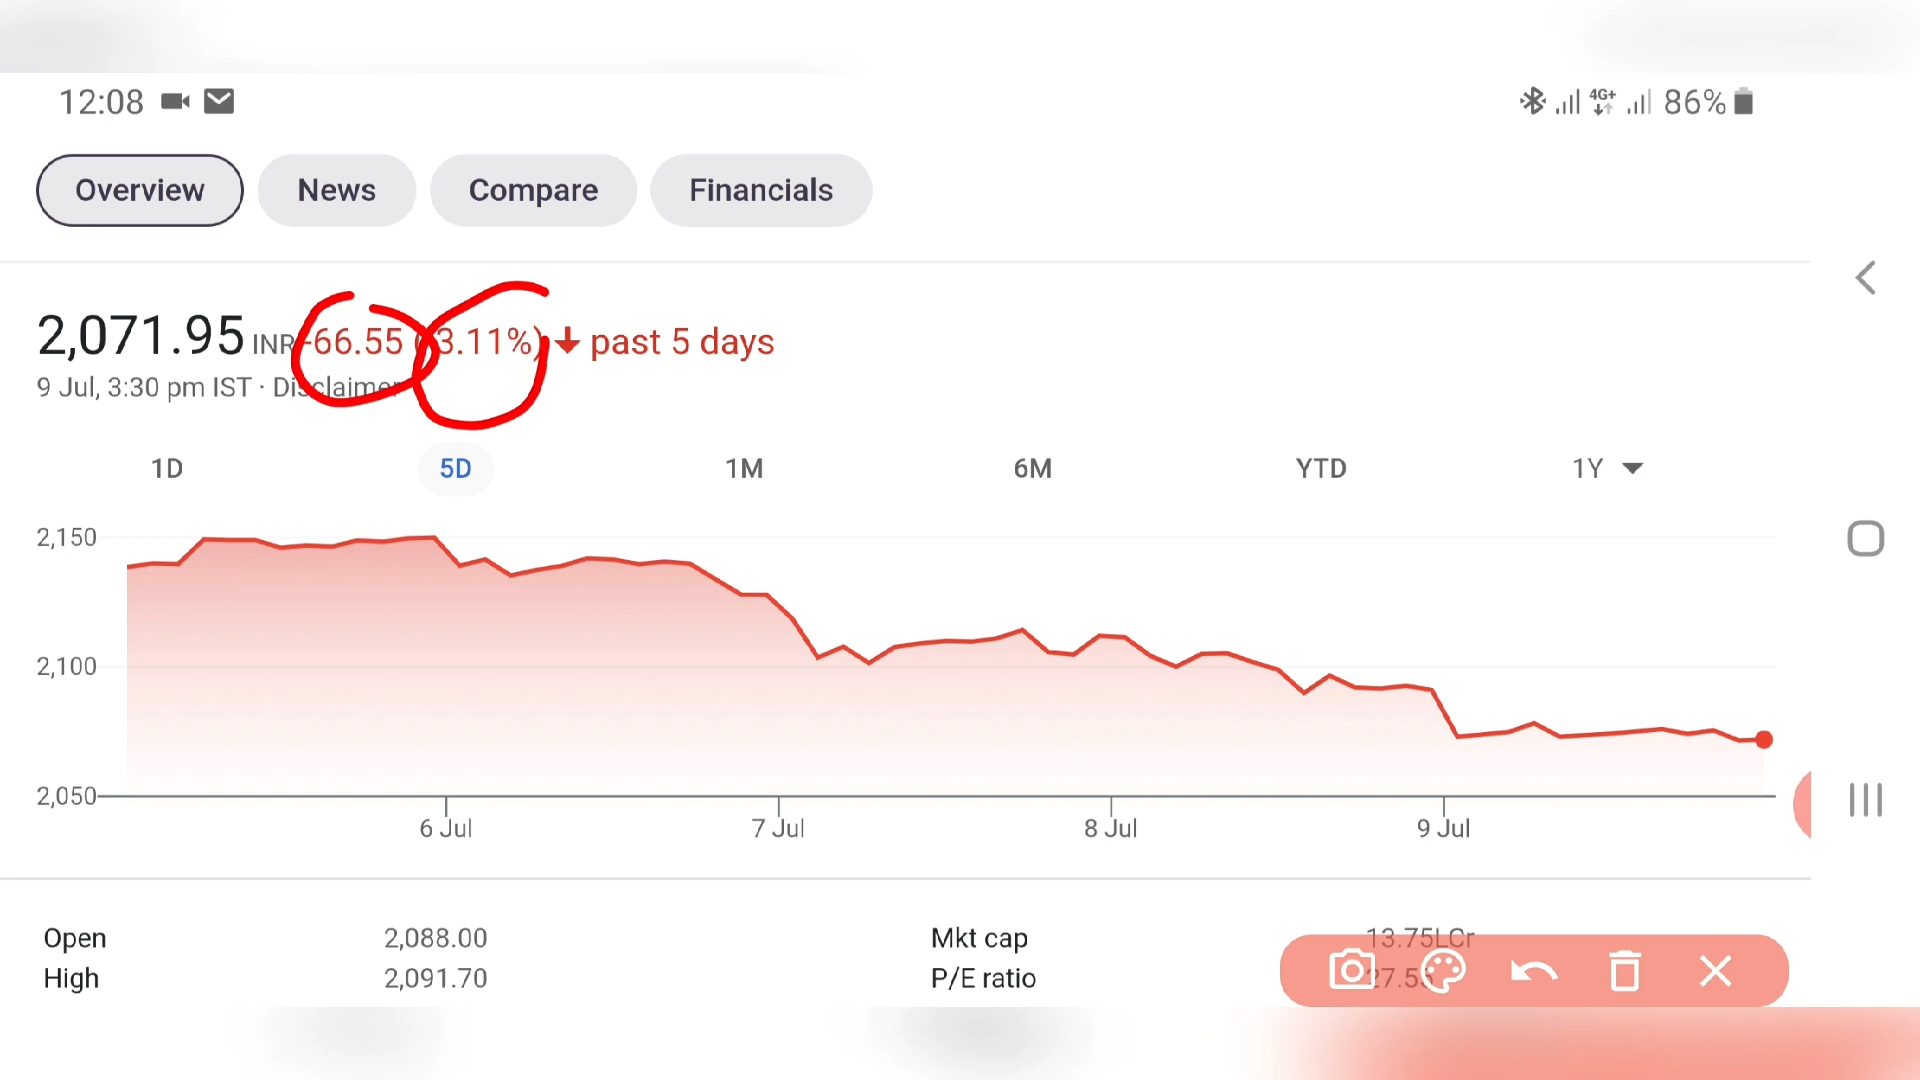 12:08 4G+ 86%
Overview News Compare Financials
2,071.95 INR -66.55 (3.11%) past 5 days
9 Jul, 3:30 pm IST · Disclaimer
1D 5D 1M 6M YTD 1Y
2,150
2,100
2,050
6 Jul 7 Jul 8 Jul 9 Jul
Open 2,088.00 Mkt cap 13.75LCr
High 2,091.70 P/E ratio